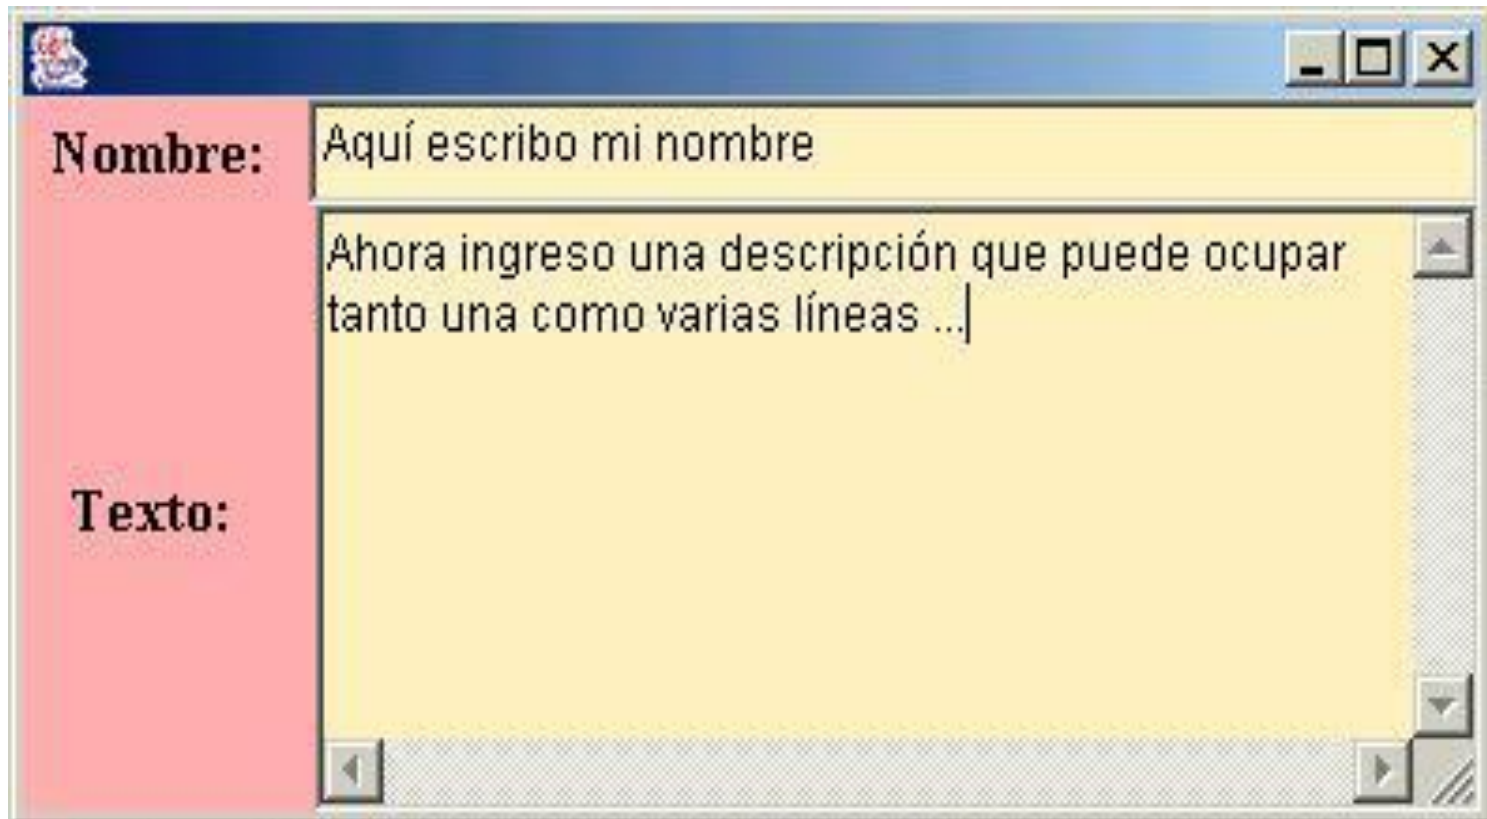 Nombre: Aquí escribo mi nombre
Ahora ingreso una descripción que puede ocupar
tanto una como varias líneas ...
Texto: